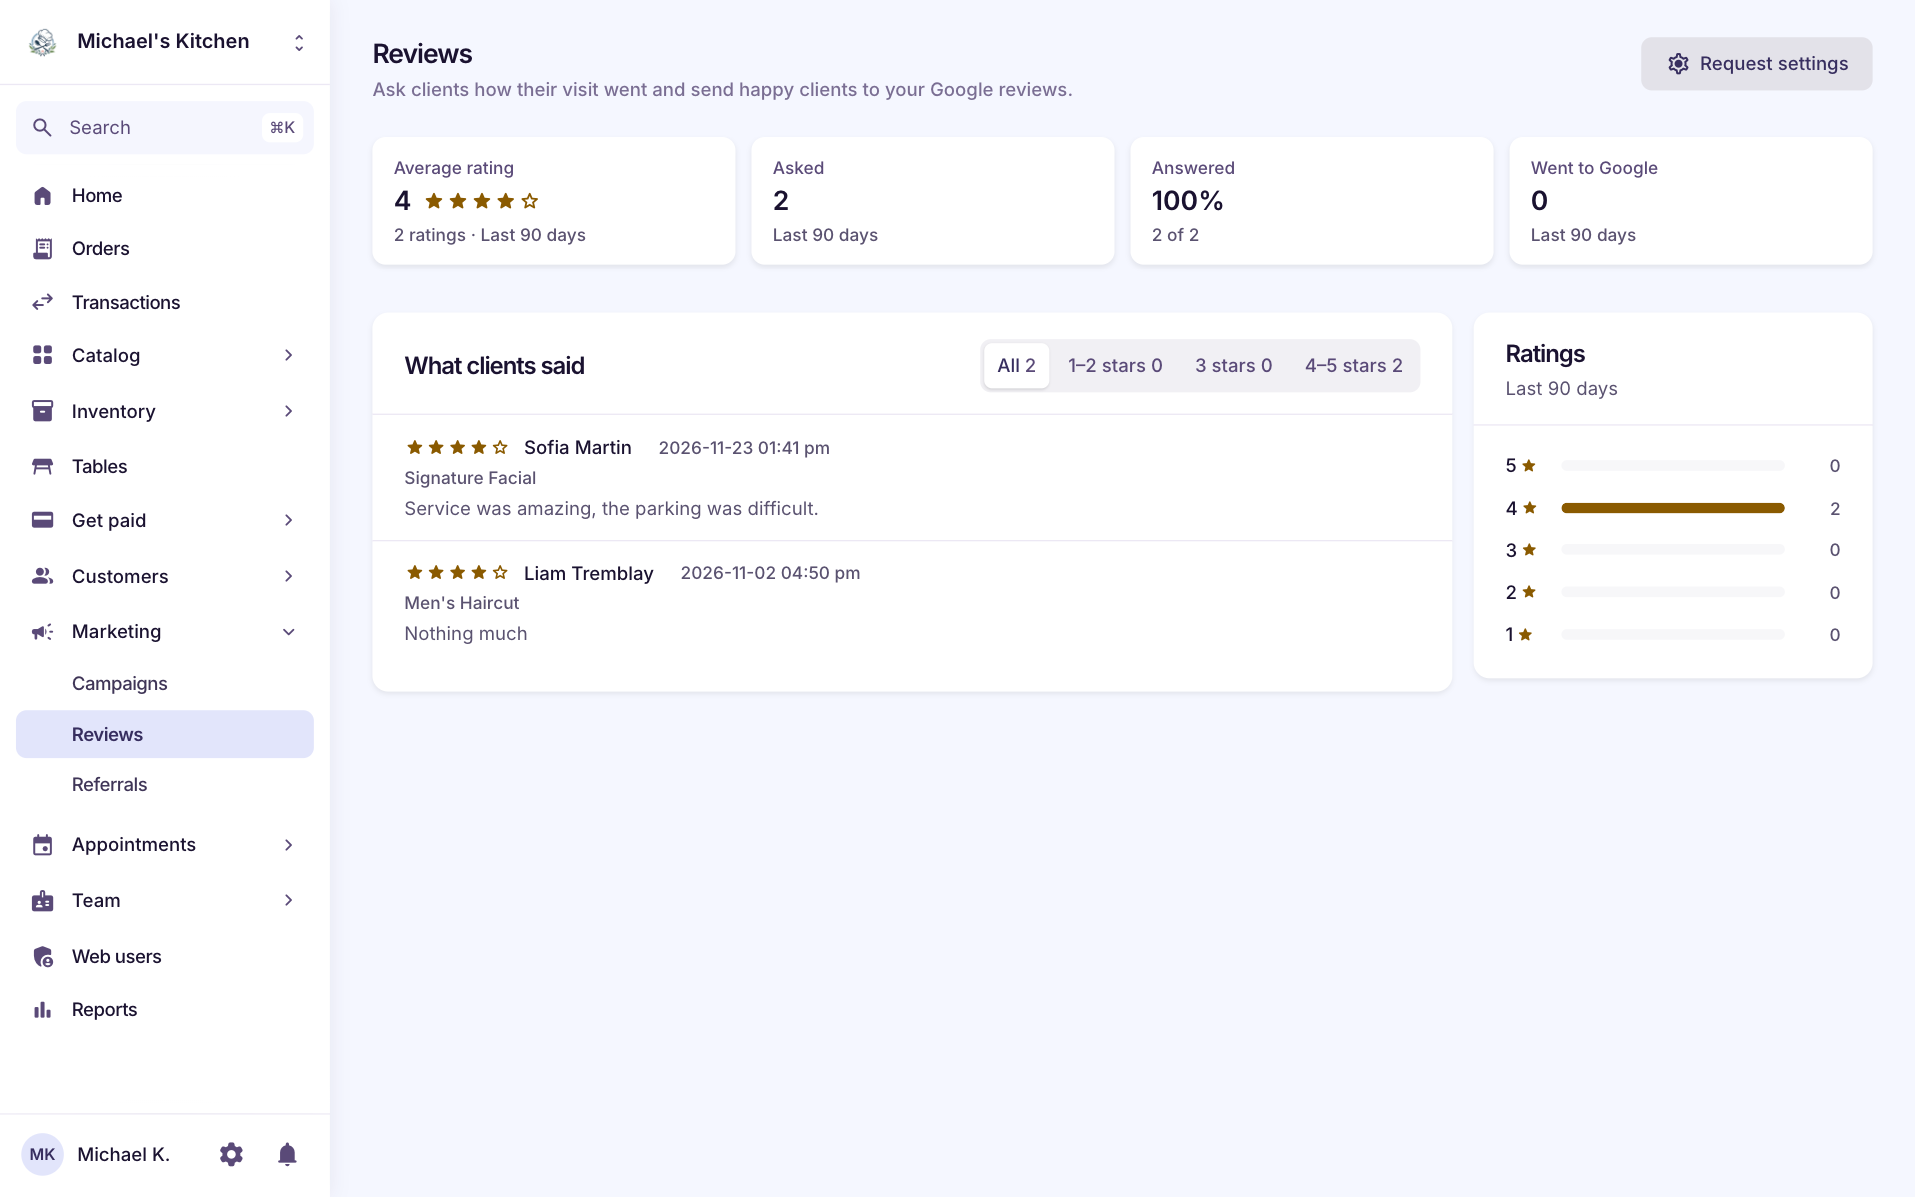 Michael's Kitchen
Search ⌘K
Home
Orders
Transactions
Catalog
Inventory
Tables
Get paid
Customers
Marketing
Campaigns
Reviews
Referrals
Appointments
Team
Web users
Reports
MK Michael K.
Reviews
Ask clients how their visit went and send happy clients to your Google reviews.
Request settings
Average rating
4
2 ratings · Last 90 days
Asked
2
Last 90 days
Answered
100%
2 of 2
Went to Google
0
Last 90 days
What clients said
All 2 1–2 stars 0 3 stars 0 4–5 stars 2
Sofia Martin 2026-11-23 01:41 pm
Signature Facial
Service was amazing, the parking was difficult.
Liam Tremblay 2026-11-02 04:50 pm
Men's Haircut
Nothing much
Ratings
Last 90 days
5 0
4 2
3 0
2 0
1 0